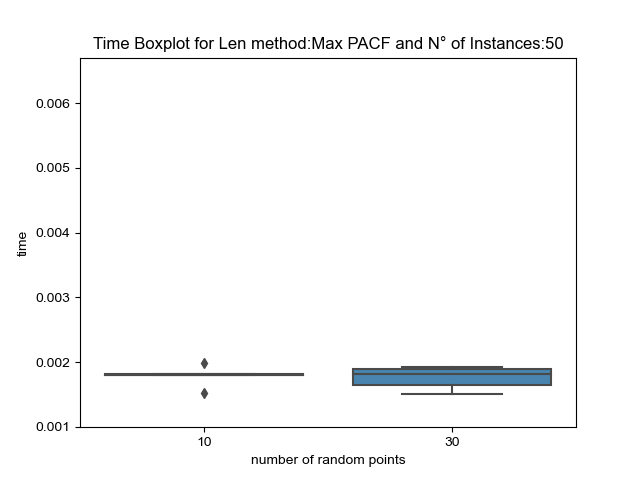 Time Boxplot for Len method:Max PACF and N° of Instances:50
0.006
0.005
0.004
0.003
0.002
0.001
time
10
30
number of random points